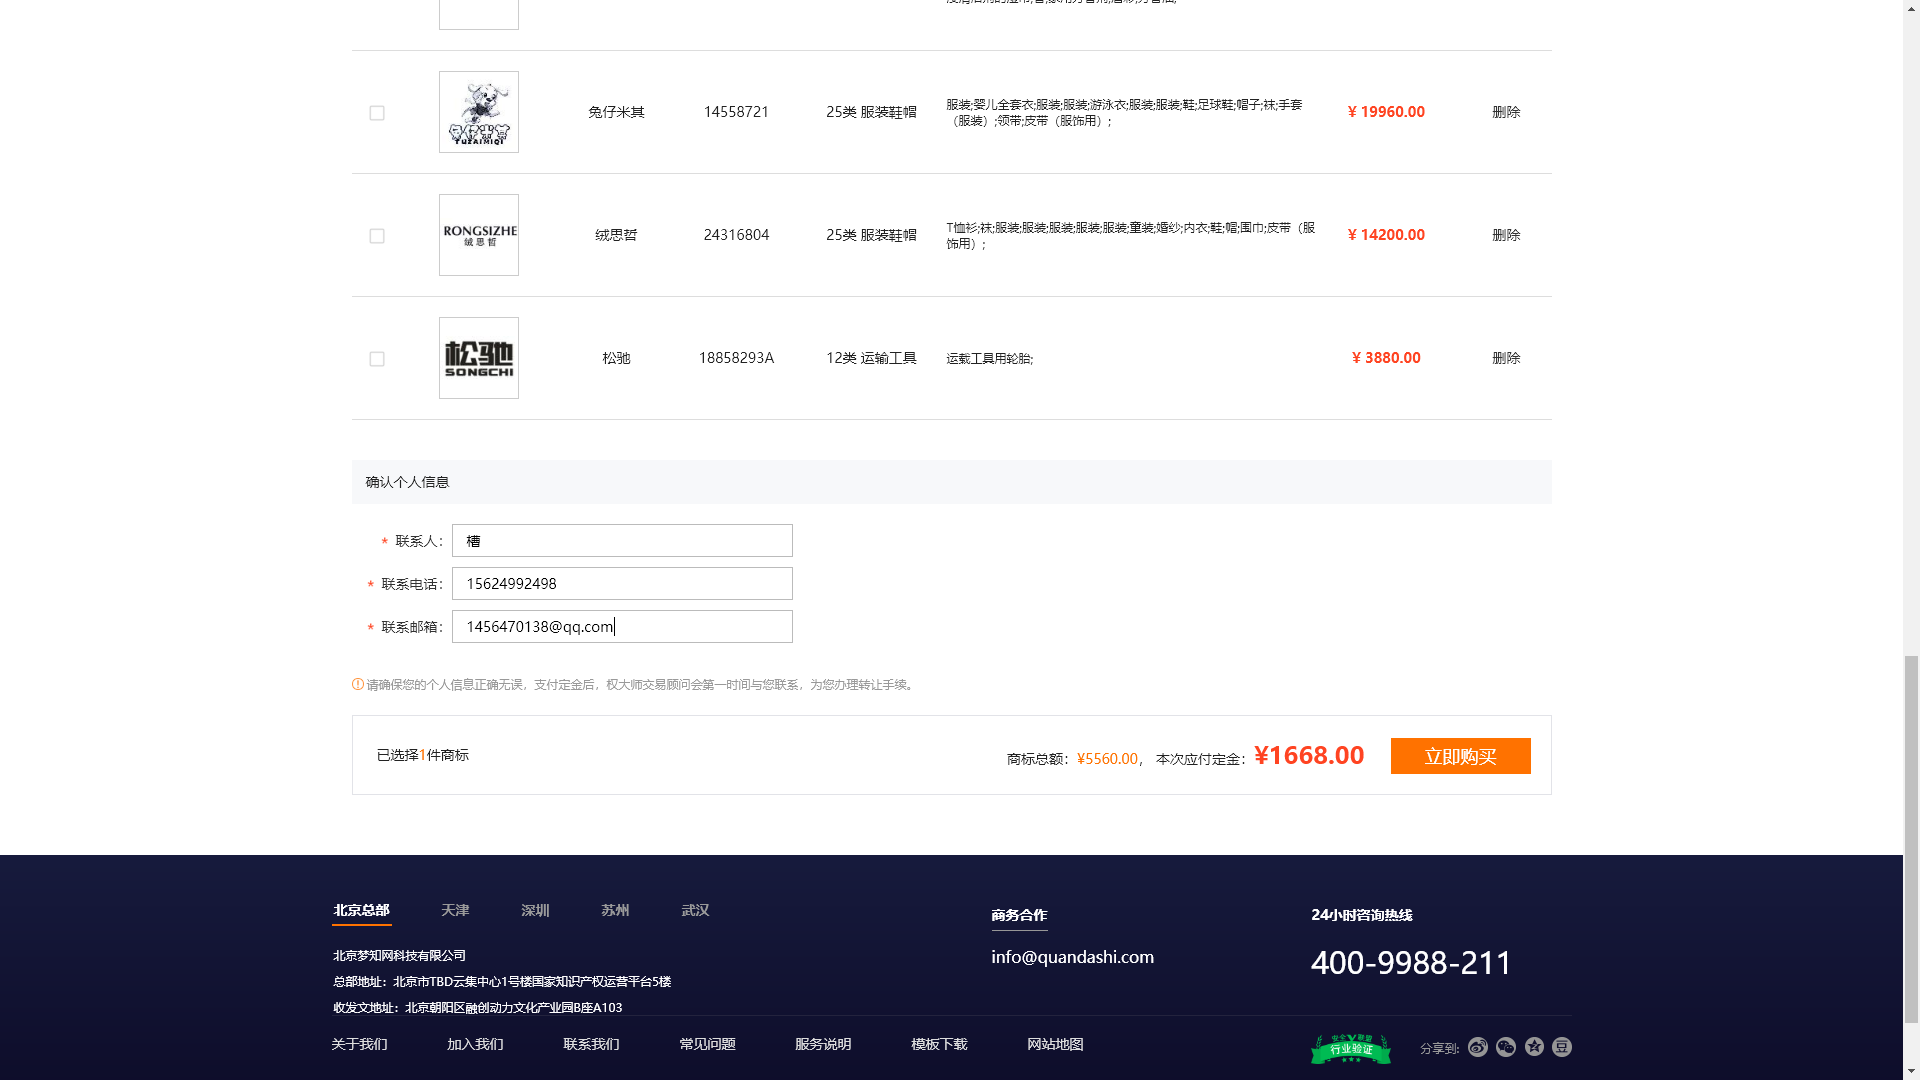 兔仔米其
YUZAIMIQI
兔仔米其
14558721
25类 服装鞋帽
服装;婴儿全套衣;服装;服装;游泳衣;服装;服装;鞋;足球鞋;帽子;袜;手套
（服装）;领带;皮带（服饰用）;
¥ 19960.00
删除
RONGSIZHE
绒思哲
绒思哲
24316804
25类 服装鞋帽
T恤衫;袜;服装;服装;服装;服装;服装;童装;婚纱;内衣;鞋;帽;围巾;皮带（服
饰用）;
¥ 14200.00
删除
松驰
SONGCHI
松驰
18858293A
12类 运输工具
运载工具用轮胎;
¥ 3880.00
删除
确认个人信息
* 联系人： 槽
* 联系电话： 15624992498
* 联系邮箱： 1456470138@qq.com
请确保您的个人信息正确无误，支付定金后，权大师交易顾问会第一时间与您联系，为您办理转让手续。
已选择1件商标
商标总额：¥5560.00， 本次应付定金：¥1668.00
立即购买
北京总部 天津 深圳 苏州 武汉
北京梦知网科技有限公司
总部地址：北京市TBD云集中心1号楼国家知识产权运营平台5楼
收发文地址：北京朝阳区融创动力文化产业园B座A103
商务合作
info@quandashi.com
24小时咨询热线
400-9988-211
关于我们 加入我们 联系我们 常见问题 服务说明 模板下载 网站地图
安全联盟
行业验证
分享到:
豆